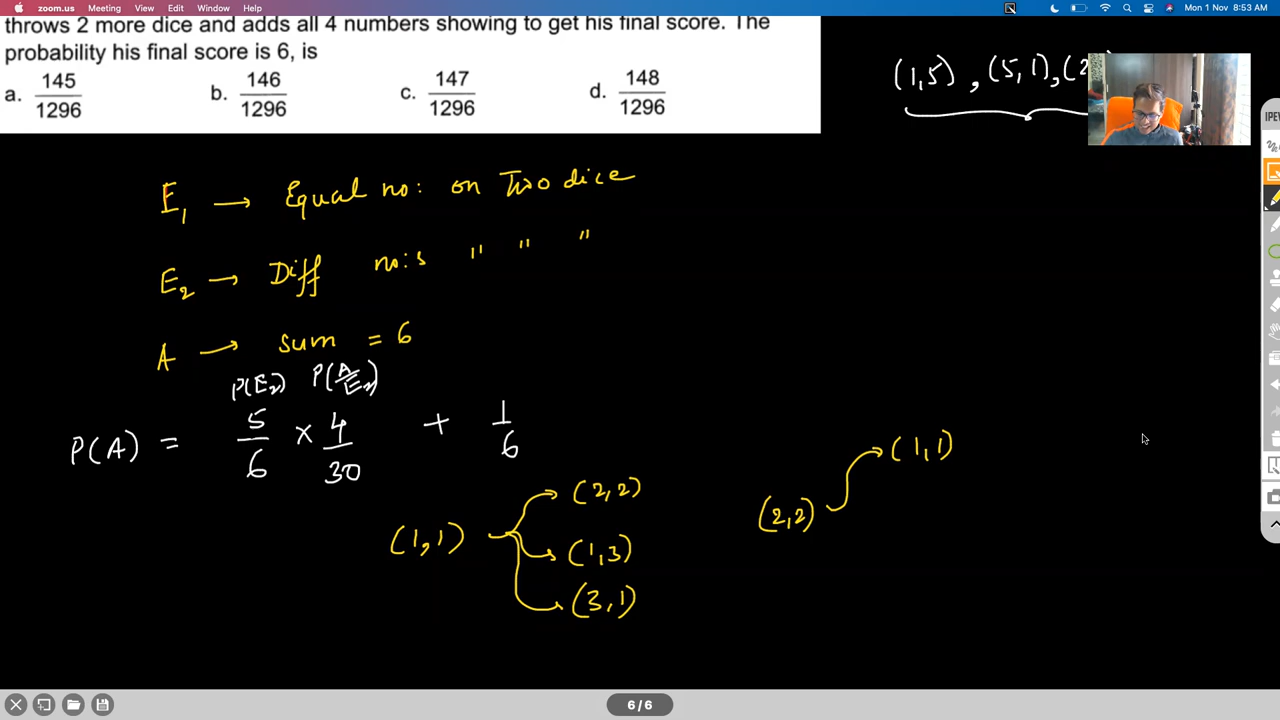 zoom.us Meeting View Edit Window Help Mon 1 Nov 8:53 AM
throws 2 more dice and adds all 4 numbers showing to get his final score. The
probability his final score is 6, is
a. 145/1296 b. 146/1296 c. 147/1296 d. 148/1296
(1,5), (5,1), (2
IPEV
E₁ → Equal no: on Two dice
E₂ → Diff no:s " " "
A → sum = 6
P(E₂) P(A/E₂)
P(A) = 5/6 × 4/30 + 1/6
(1,1)
(2,2)
(2,2)
(1,1)
(1,3)
(3,1)
6 / 6